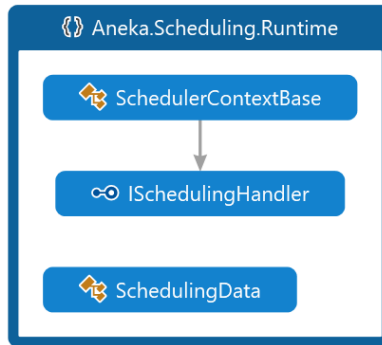 Aneka.Scheduling.Runtime
SchedulerContextBase
ISchedulingHandler
SchedulingData